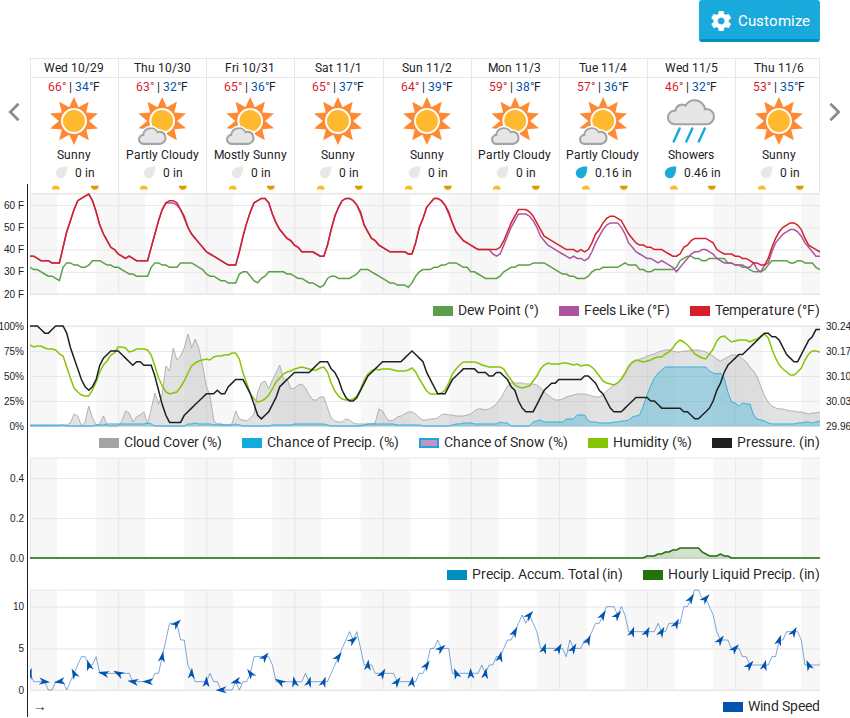 Customize
Wed 10/29 Thu 10/30 Fri 10/31 Sat 11/1 Sun 11/2 Mon 11/3 Tue 11/4 Wed 11/5 Thu 11/6
66° | 34°F 63° | 32°F 65° | 36°F 65° | 37°F 64° | 39°F 59° | 38°F 57° | 36°F 46° | 32°F 53° | 35°F
Sunny Partly Cloudy Mostly Sunny Sunny Sunny Partly Cloudy Partly Cloudy Showers Sunny
0 in 0 in 0 in 0 in 0 in 0 in 0.16 in 0.46 in 0 in
60 F
50 F
40 F
30 F
20 F
Dew Point (°) Feels Like (°F) Temperature (°F)
100% 30.24
75% 30.17
50% 30.10
25% 30.03
0% 29.96
Cloud Cover (%) Chance of Precip. (%) Chance of Snow (%) Humidity (%) Pressure. (in)
0.4
0.2
0.0
Precip. Accum. Total (in) Hourly Liquid Precip. (in)
10
5
0
→ Wind Speed